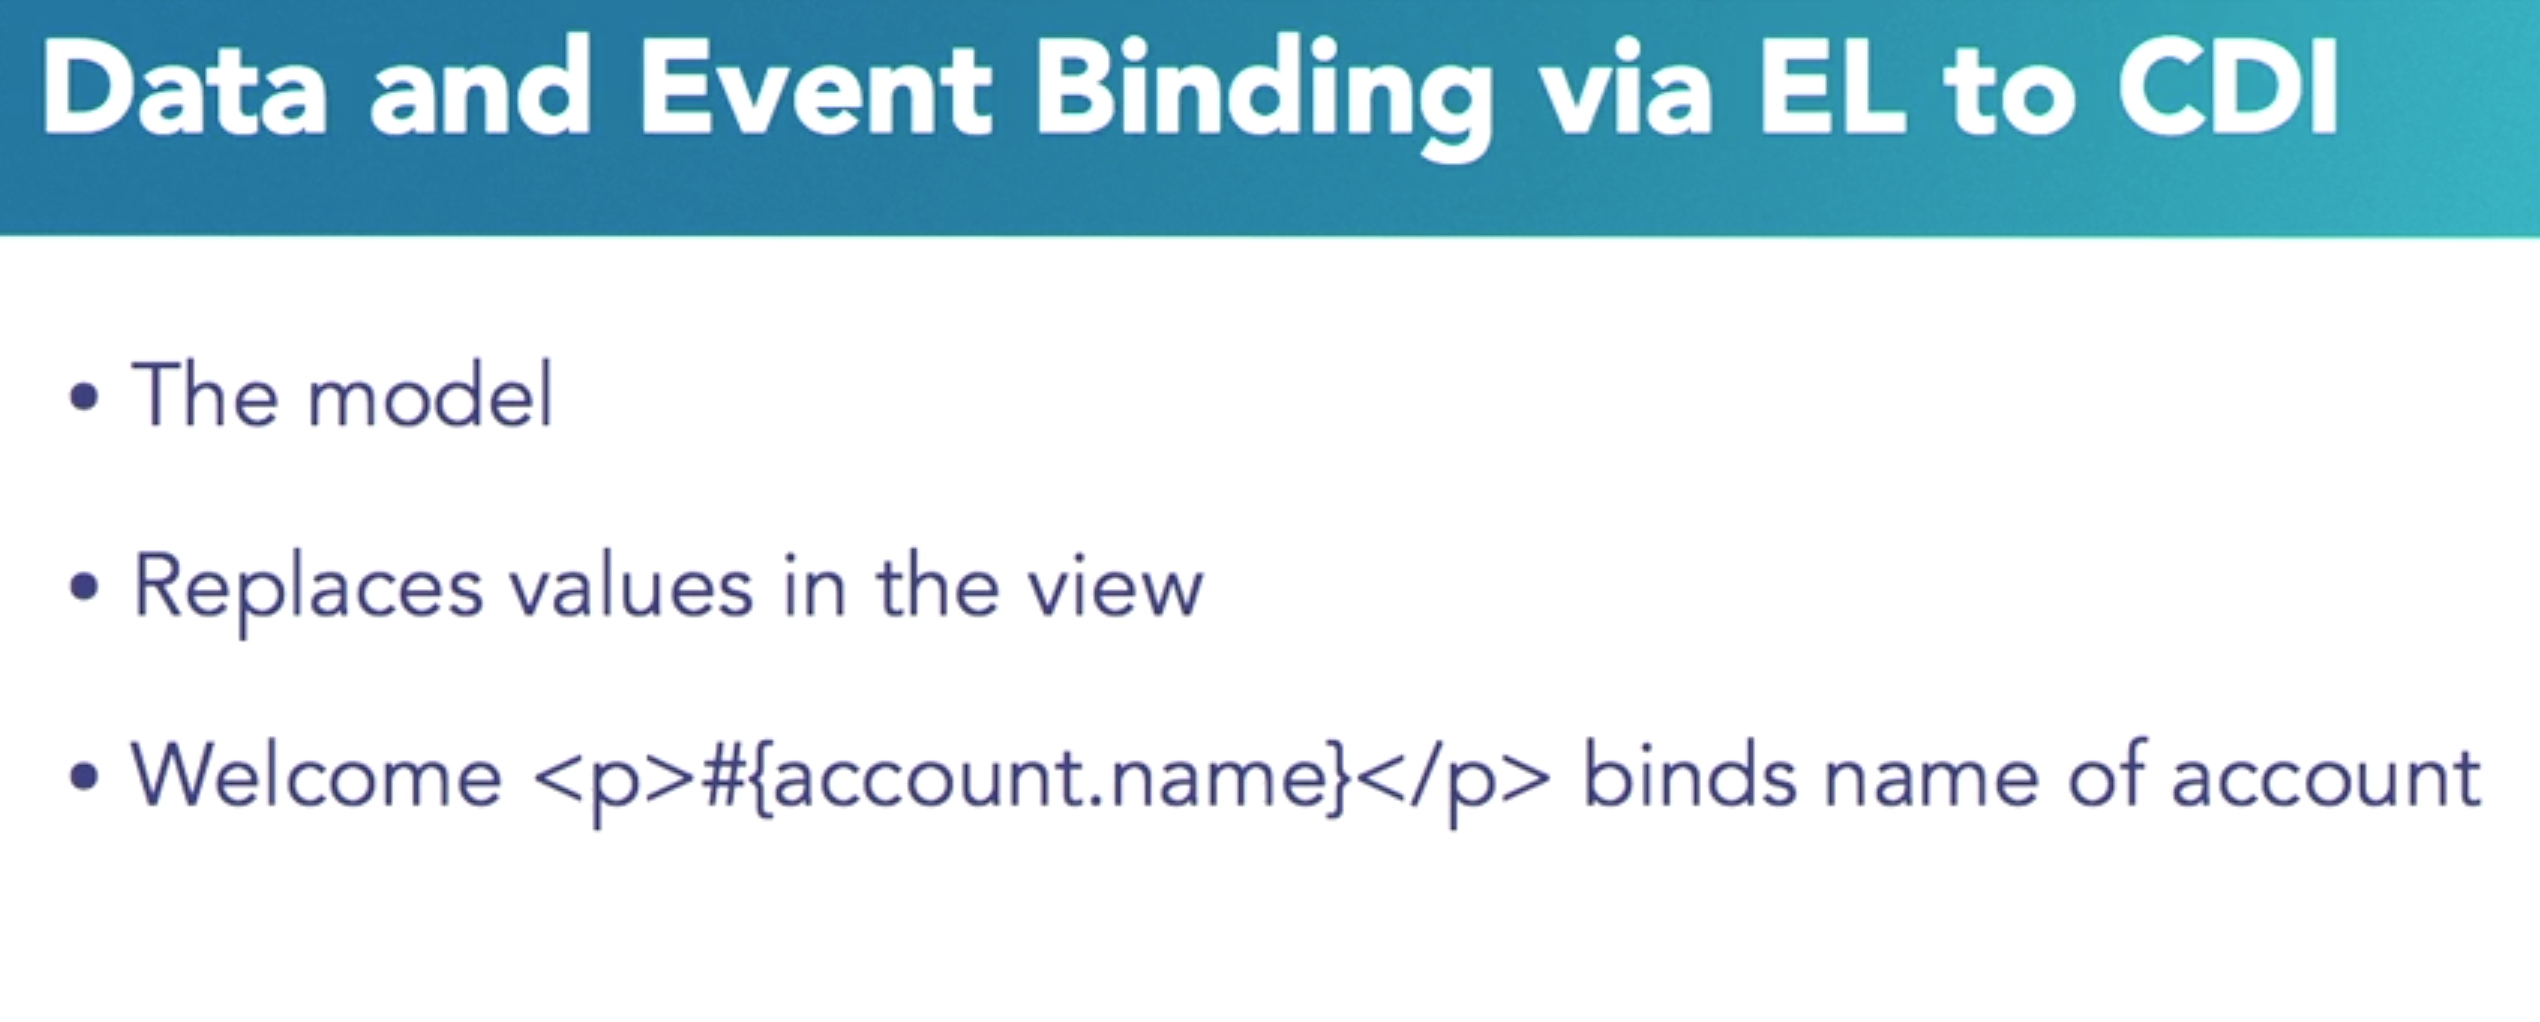 Data and Event Binding via EL to CDI
• The model
• Replaces values in the view
• Welcome <p>#{account.name}</p> binds name of account